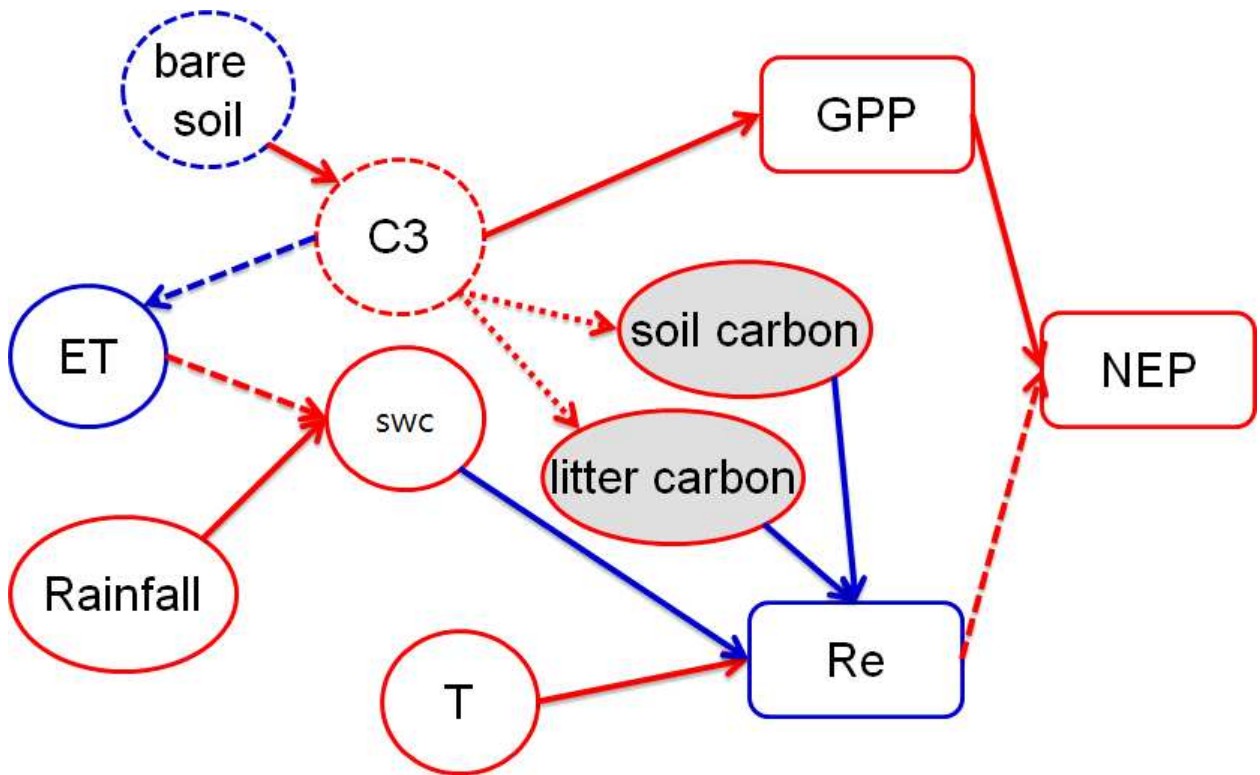 bare
soil
GPP
C3
soil carbon
ET
NEP
swc
litter carbon
Rainfall
Re
T